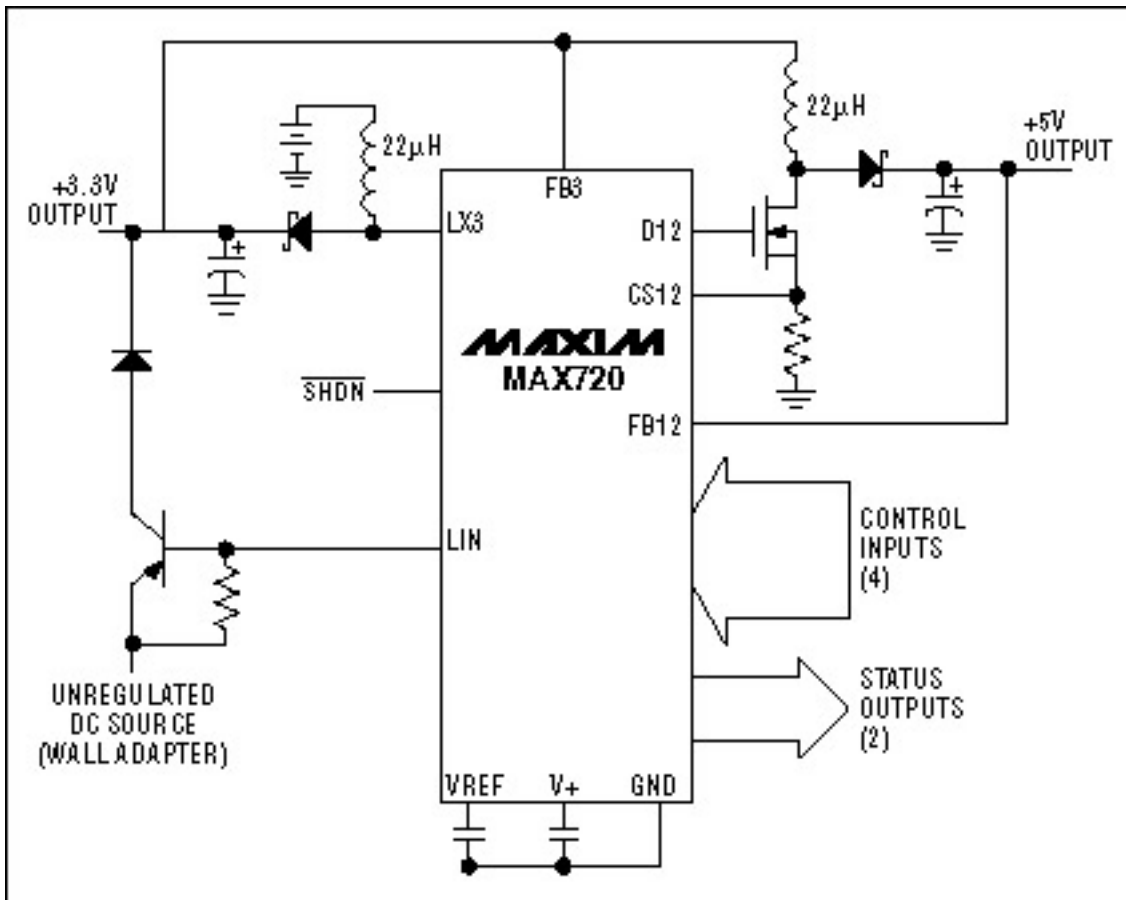 22µH
22µH
+5V
OUTPUT
+3.3V
OUTPUT
FB3
LX3
D12
+
+
CS12
MAXIM
MAX720
SHDN
FB12
LIN
CONTROL
INPUTS
(4)
UNREGULATED
DC SOURCE
(WALL ADAPTER)
STATUS
OUTPUTS
(2)
VREF
V+
GND